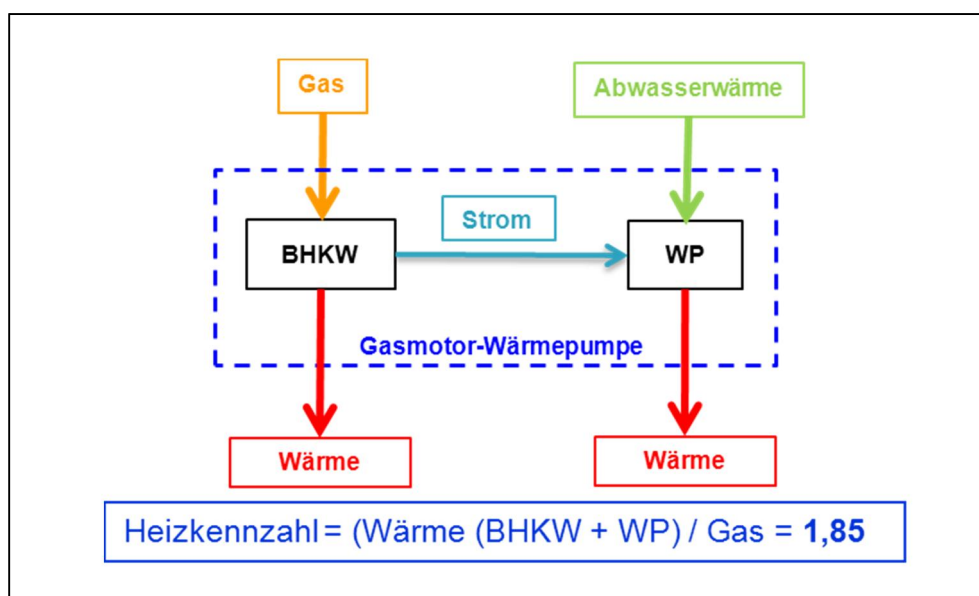 Gas
Abwasserwärme
Strom
BHKW
WP
Gasmotor-Wärmepumpe
Wärme
Wärme
Heizkennzahl = (Wärme (BHKW + WP) / Gas = 1,85